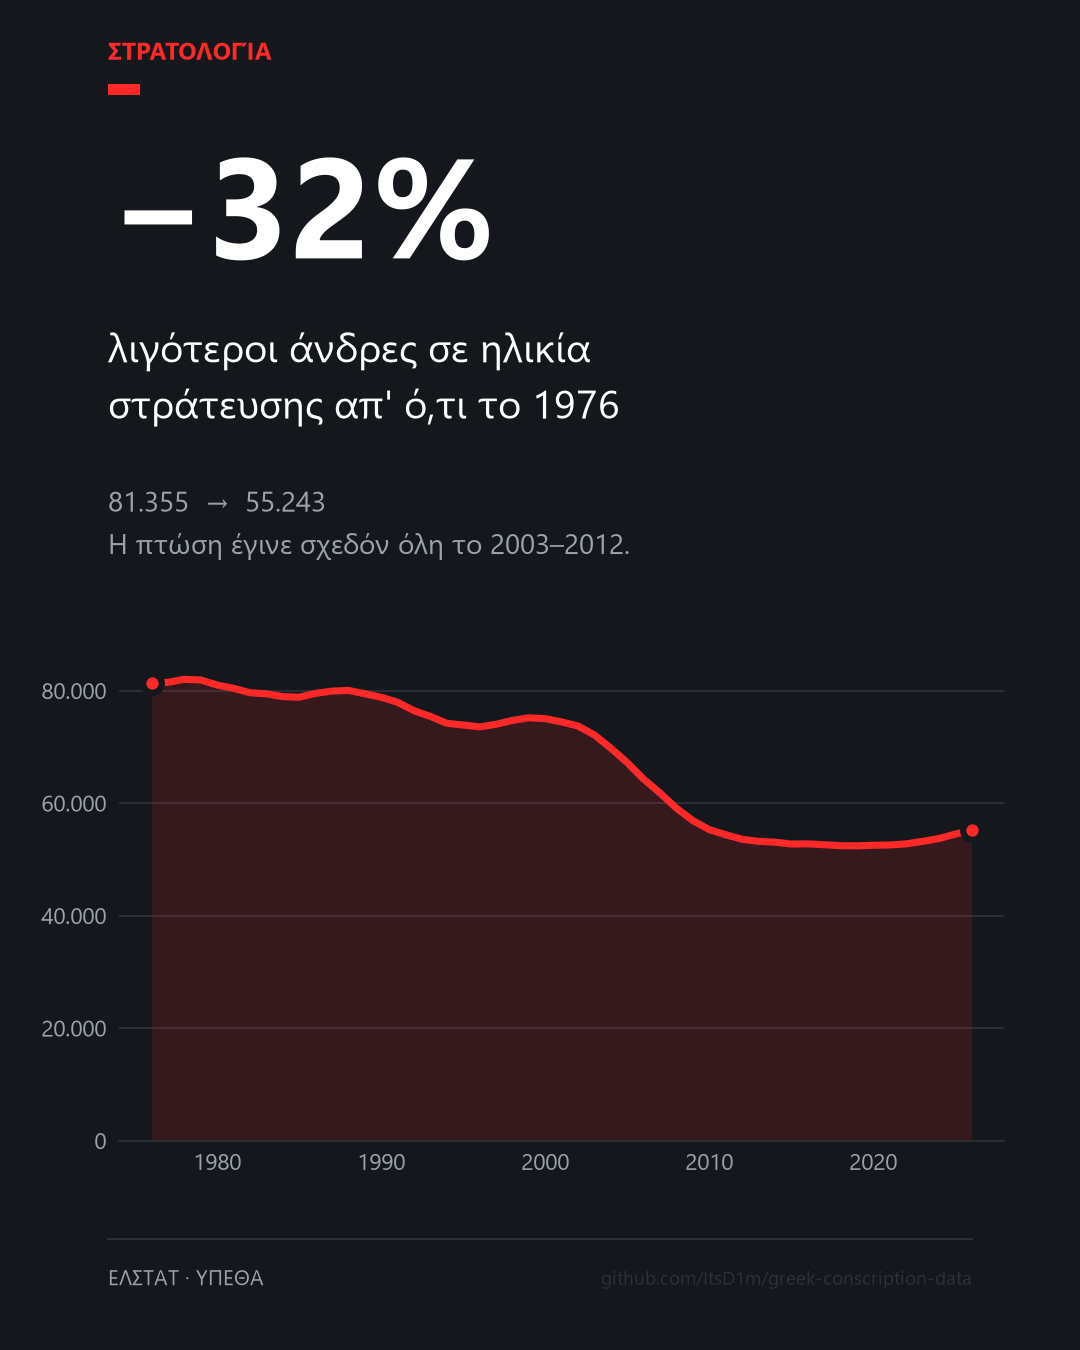 ΣΤΡΑΤΟΛΟΓΊΑ
−32%
λιγότεροι άνδρες σε ηλικία
στράτευσης απ' ό,τι το 1976
81.355 → 55.243
Η πτώση έγινε σχεδόν όλη το 2003–2012.
80.000
60.000
40.000
20.000
0
1980 1990 2000 2010 2020
ΕΛΣΤΑΤ · ΥΠΕΘΑ
github.com/ItsD1m/greek-conscription-data